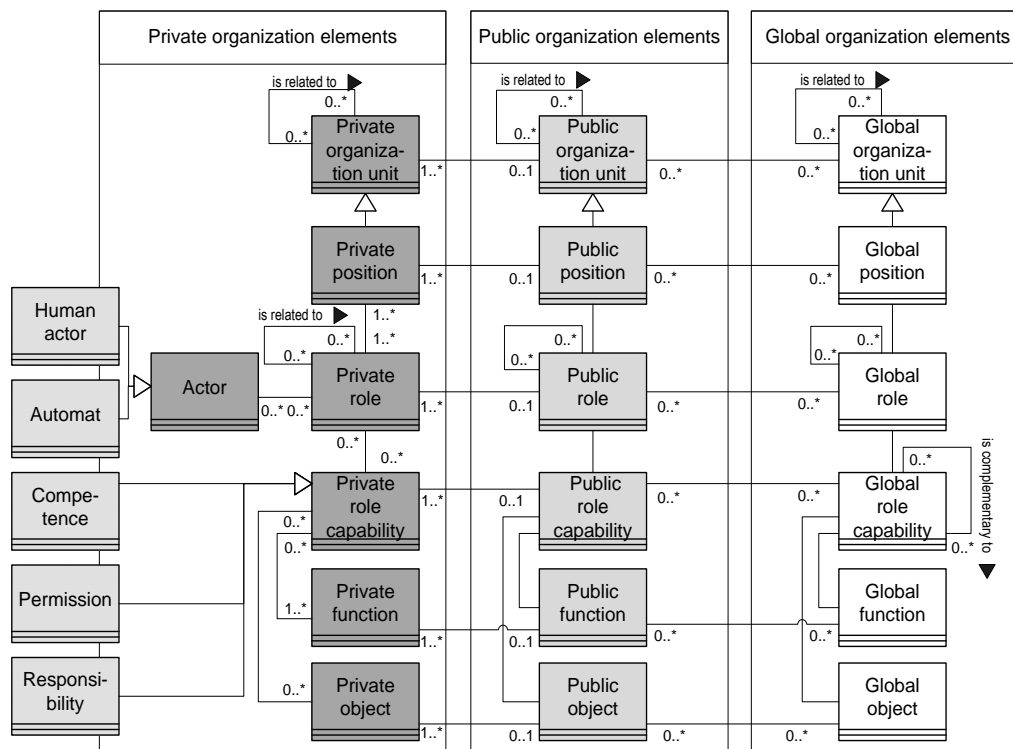 Private organization elements
Public organization elements
Global organization elements
is related to
0..*
0..*
Private
organiza-
tion unit
1..*
is related to
0..*
0..*
0..1
Public
organiza-
tion unit
0..*
is related to
0..*
0..*
0..*
Global
organiza-
tion unit
Private
position
1..*
0..1
Public
position
0..*
0..*
Global
position
1..*
1..*
Human
actor
Automat
Actor
0..* 0..*
is related to
0..*
0..*
Private
role
1..*
0..*
0..*
0..1
Public
role
0..*
0..*
0..*
0..*
Global
role
0..*
0..*
Compe-
tence
Permission
Responsi-
bility
Private
role
capability
1..*
0..*
0..*
0..1
Public
role
capability
0..*
0..*
Global
role
capability
0..*
0..*
is complementary to
1..*
Private
function
1..*
0..1
Public
function
0..*
0..*
Global
function
0..*
Private
object
1..*
0..1
Public
object
0..*
0..*
Global
object